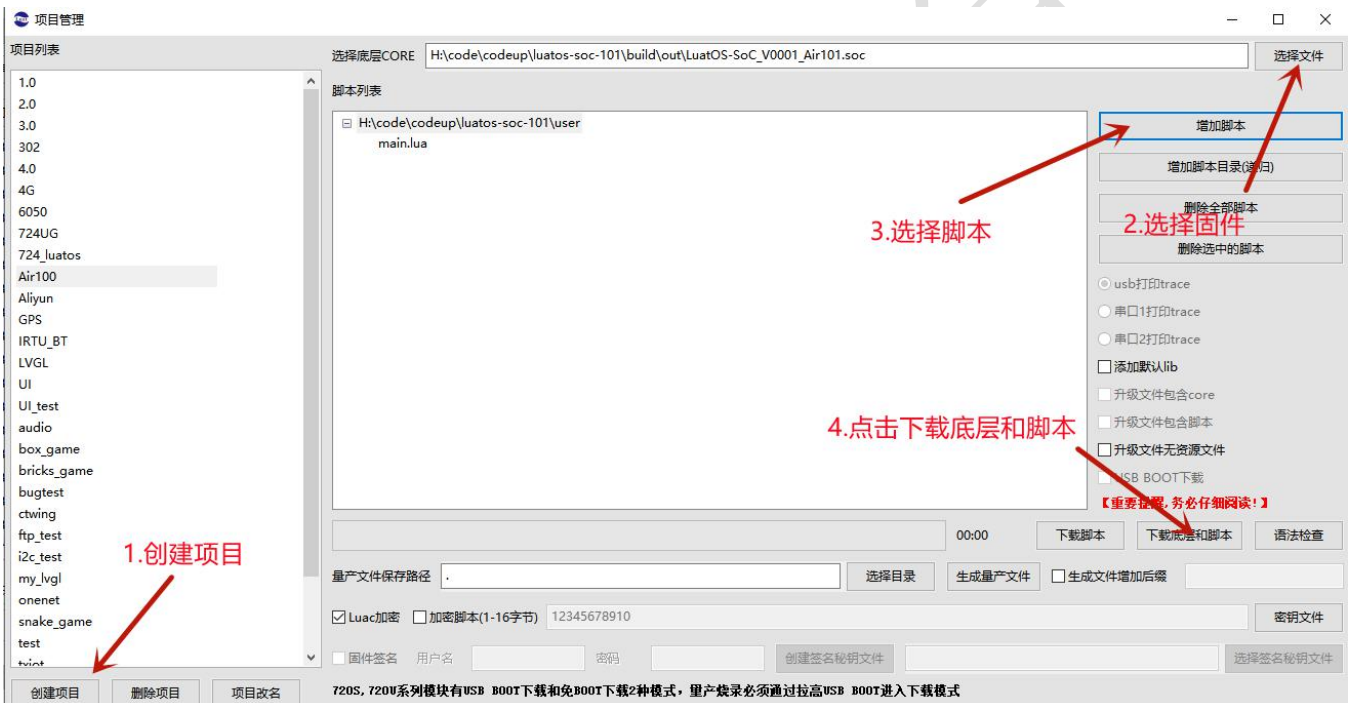 项目管理
项目列表
1.0
2.0
3.0
302
4.0
4G
6050
724UG
724_luatos
Air100
Aliyun
GPS
IRTU_BT
LVGL
UI
UI_test
audio
box_game
bricks_game
bugtest
ctwing
ftp_test
i2c_test
my_lvgl
onenet
snake_game
test
1.创建项目
创建项目 删除项目 项目改名
选择底层CORE H:\code\codeup\luatos-soc-101\build\out\LuatOS-SoC_V0001_Air101.soc 选择文件
脚本列表
H:\code\codeup\luatos-soc-101\user
main.lua
3.选择脚本
2.选择固件
4.点击下载底层和脚本
增加脚本
增加脚本目录(递归)
删除全部脚本
删除选中的脚本
usb打印trace
串口1打印trace
串口2打印trace
添加默认lib
升级文件包含core
升级文件包含脚本
升级文件无资源文件
USB BOOT下载
【重要提醒,务必仔细阅读!】
00:00 下载脚本 下载底层和脚本 语法检查
量产文件保存路径 . 选择目录 生成量产文件 生成文件增加后缀
Luac加密 加密脚本(1-16字节) 12345678910 密钥文件
固件签名 用户名 密码 创建签名秘钥文件 选择签名秘钥文件
720S,720U系列模块有USB BOOT下载和免BOOT下载2种模式，量产烧录必须通过拉高USB BOOT进入下载模式